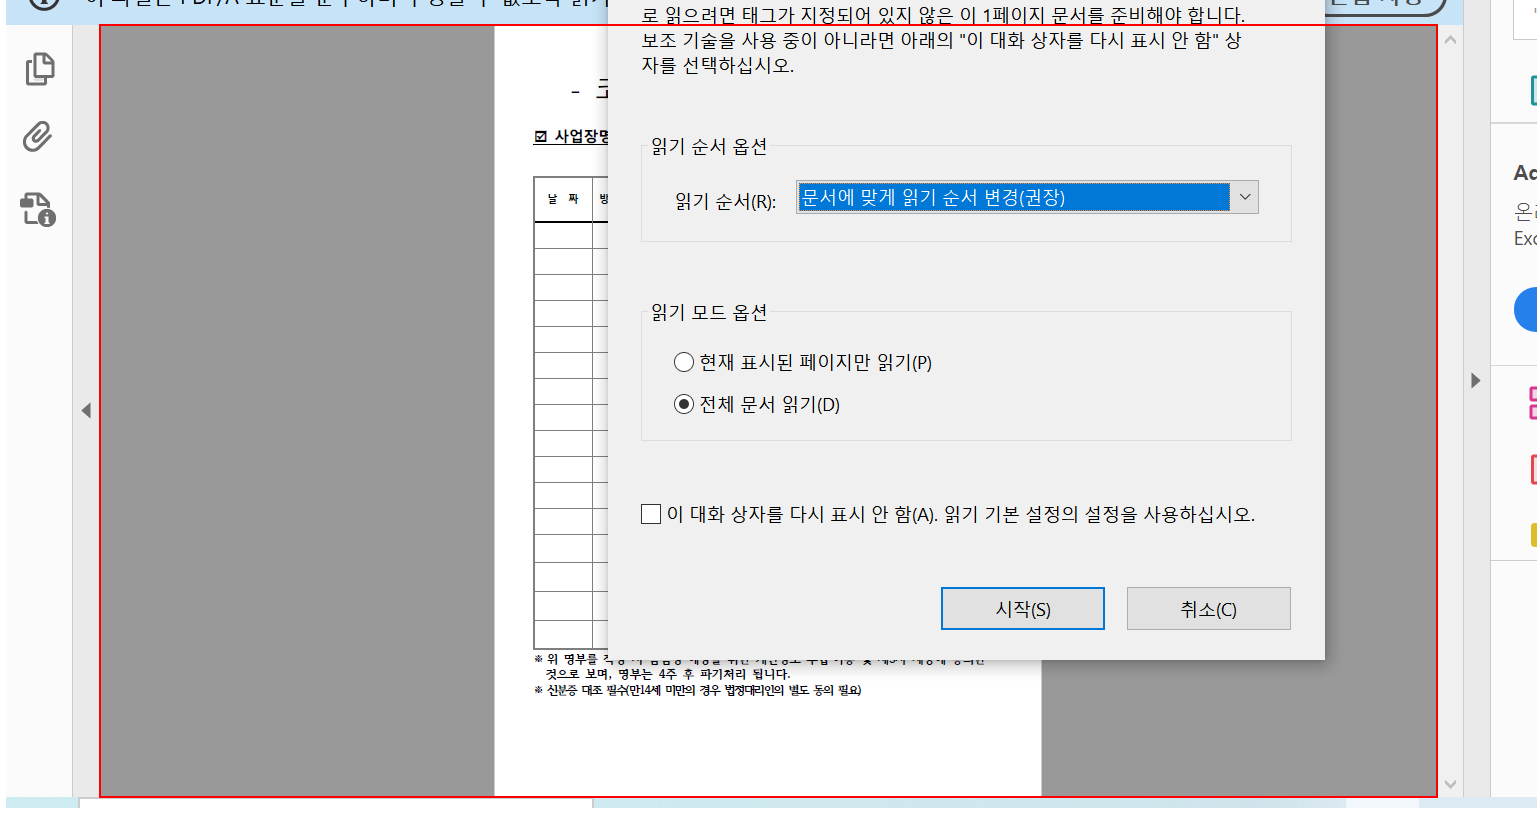 로 읽으려면 태그가 지정되어 있지 않은 이 1페이지 문서를 준비해야 합니다.
보조 기술을 사용 중이 아니라면 아래의 "이 대화 상자를 다시 표시 안 함" 상
자를 선택하십시오.
읽기 순서 옵션
읽기 순서(R):
문서에 맞게 읽기 순서 변경(권장)
읽기 모드 옵션
현재 표시된 페이지만 읽기(P)
전체 문서 읽기(D)
이 대화 상자를 다시 표시 안 함(A). 읽기 기본 설정의 설정을 사용하십시오.
시작(S)
취소(C)
-
☑ 사업장명
날 짜
※ 위 명부를
것으로 보며, 명부는 4주 후 파기처리 됩니다.
※ 신분증 대조 필수(만14세 미만의 경우 법정대리인의 별도 동의 필요)